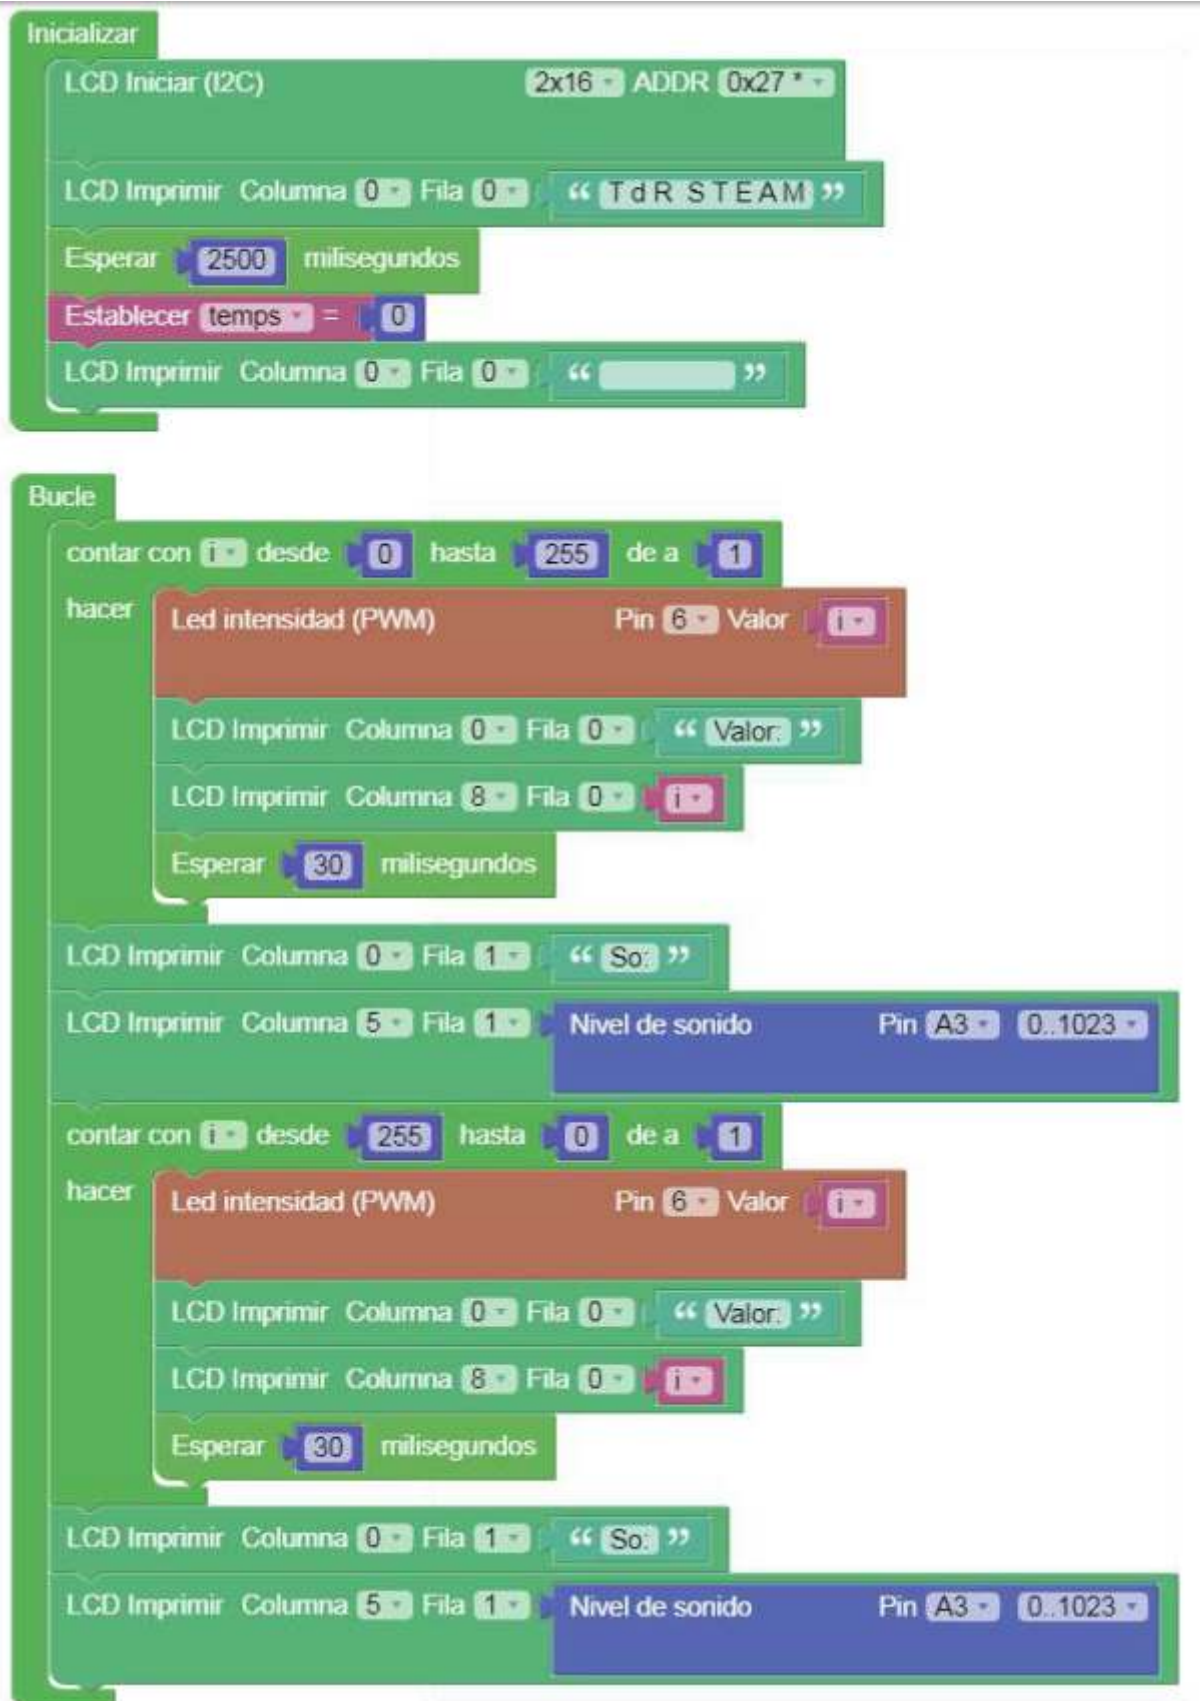 Inicializar
LCD Iniciar (I2C) 2x16 ADDR 0x27 *
LCD Imprimir Columna 0 Fila 0 “ T d R S T E A M ”
Esperar 2500 milisegundos
Establecer temps = 0
LCD Imprimir Columna 0 Fila 0 “ ”
Bucle
contar con i desde 0 hasta 255 de a 1
hacer Led intensidad (PWM) Pin 6 Valor i
LCD Imprimir Columna 0 Fila 0 “ Valor: ”
LCD Imprimir Columna 8 Fila 0 i
Esperar 30 milisegundos
LCD Imprimir Columna 0 Fila 1 “ So: ”
LCD Imprimir Columna 5 Fila 1 Nivel de sonido Pin A3 0..1023
contar con i desde 255 hasta 0 de a 1
hacer Led intensidad (PWM) Pin 6 Valor i
LCD Imprimir Columna 0 Fila 0 “ Valor: ”
LCD Imprimir Columna 8 Fila 0 i
Esperar 30 milisegundos
LCD Imprimir Columna 0 Fila 1 “ So: ”
LCD Imprimir Columna 5 Fila 1 Nivel de sonido Pin A3 0..1023